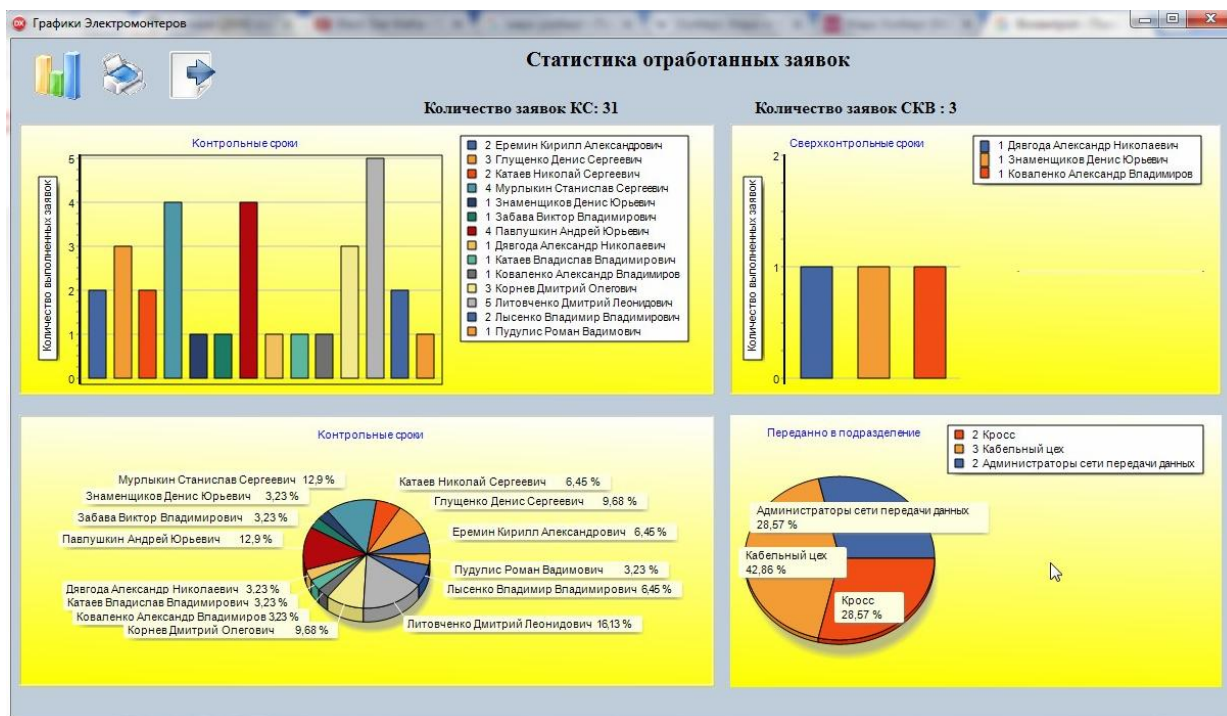 Графики Электромонтеров
Статистика отработанных заявок
Количество заявок КС: 31
Количество заявок СКВ : 3
Контрольные сроки
5
4
3
2
1
0
Количество выполненных заявок
2 Еремин Кирилл Александрович
3 Глущенко Денис Сергеевич
2 Катаев Николай Сергеевич
4 Мурлыкин Станислав Сергеевич
1 Знаменщиков Денис Юрьевич
1 Забава Виктор Владимирович
4 Павлушкин Андрей Юрьевич
1 Дявгода Александр Николаевич
1 Катаев Владислав Владимирович
1 Коваленко Александр Владимиров
3 Корнев Дмитрий Олегович
5 Литовченко Дмитрий Леонидович
2 Лысенко Владимир Владимирович
1 Пудулис Роман Вадимович
Сверхконтрольные сроки
2
1
0
Количество выполненных заявок
1 Дявгода Александр Николаевич
1 Знаменщиков Денис Юрьевич
1 Коваленко Александр Владимиров
Контрольные сроки
Мурлыкин Станислав Сергеевич 12,9 %
Знаменщиков Денис Юрьевич 3,23 %
Забава Виктор Владимирович 3,23 %
Павлушкин Андрей Юрьевич 12,9 %
Дявгода Александр Николаевич 3,23 %
Катаев Владислав Владимирович 3,23 %
Коваленко Александр Владимиров 3,23 %
Корнев Дмитрий Олегович 9,68 %
Катаев Николай Сергеевич 6,45 %
Глущенко Денис Сергеевич 9,68 %
Еремин Кирилл Александрович 6,45 %
Пудулис Роман Вадимович 3,23 %
Лысенко Владимир Владимирович 6,45 %
Литовченко Дмитрий Леонидович 16,13 %
Переданно в подразделение
2 Кросс
3 Кабельный цех
2 Администраторы сети передачи данных
Администраторы сети передачи данных
28,57 %
Кабельный цех
42,86 %
Кросс
28,57 %